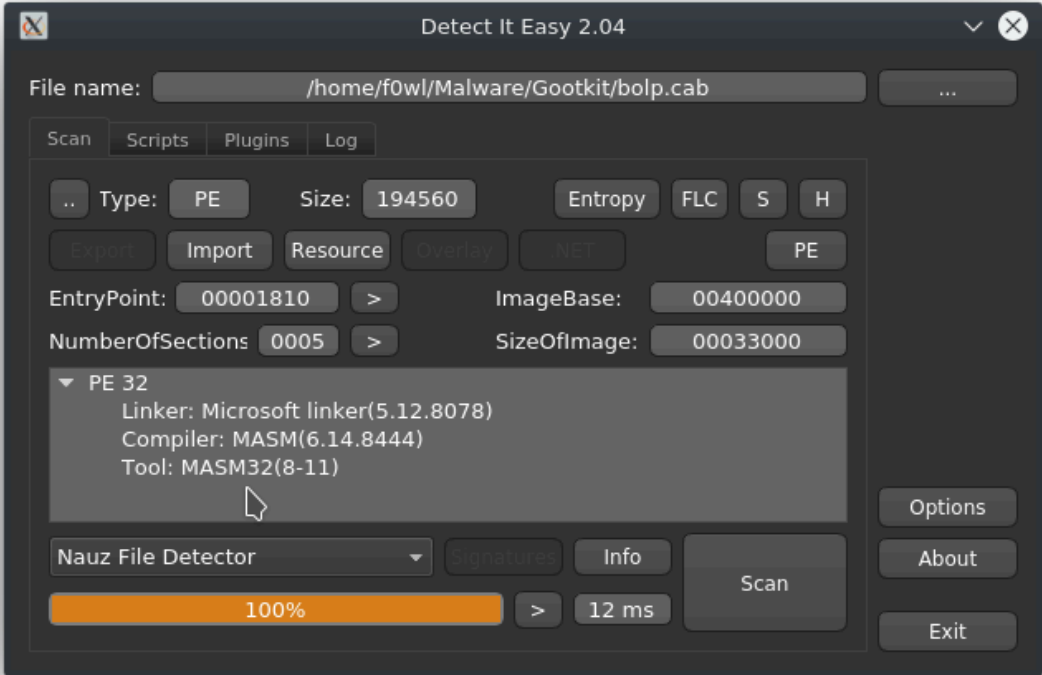 Detect It Easy 2.04
File name: /home/f0wl/Malware/Gootkit/bolp.cab ...
Scan Scripts Plugins Log
.. Type: PE Size: 194560 Entropy FLC S H
Export Import Resource Overlay .NET PE
EntryPoint: 00001810 > ImageBase: 00400000
NumberOfSections 0005 > SizeOfImage: 00033000
PE 32
Linker: Microsoft linker(5.12.8078)
Compiler: MASM(6.14.8444)
Tool: MASM32(8-11)
Options
Nauz File Detector Signatures Info Scan About
100% > 12 ms
Exit